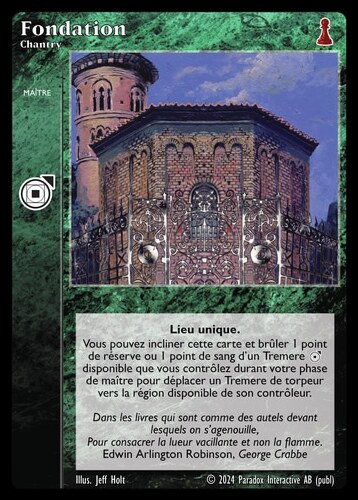 Fondation
Chantry
MAÎTRE
Lieu unique.
Vous pouvez incliner cette carte et brûler 1 point
de réserve ou 1 point de sang d'un Tremere
disponible que vous contrôlez durant votre phase
de maître pour déplacer un Tremere de torpeur
vers la région disponible de son contrôleur.
Dans les livres qui sont comme des autels devant
lesquels on s'agenouille,
Pour consacrer la lueur vacillante et non la flamme.
Edwin Arlington Robinson, George Crabbe
Illus. Jeff Holt
© 2024 Paradox Interactive AB (publ)